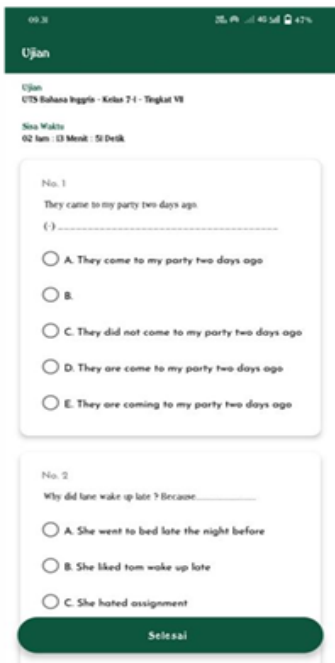 09.31
4G 47%
Ujian
Ujian
UTS Bahasa Inggris - Kelas 7-1 - Tingkat VII
Sisa Waktu
02 Jam : 13 Menit : 51 Detik
No. 1
They came to my party two days ago.
(-) ________________________________________
A. They come to my party two days ago
B.
C. They did not come to my party two days ago
D. They are come to my party two days ago
E. They are coming to my party two days ago
No. 2
Why did Jane wake up late ? Because____________
A. She went to bed late the night before
B. She liked tom wake up late
C. She hated assignment
Selesai